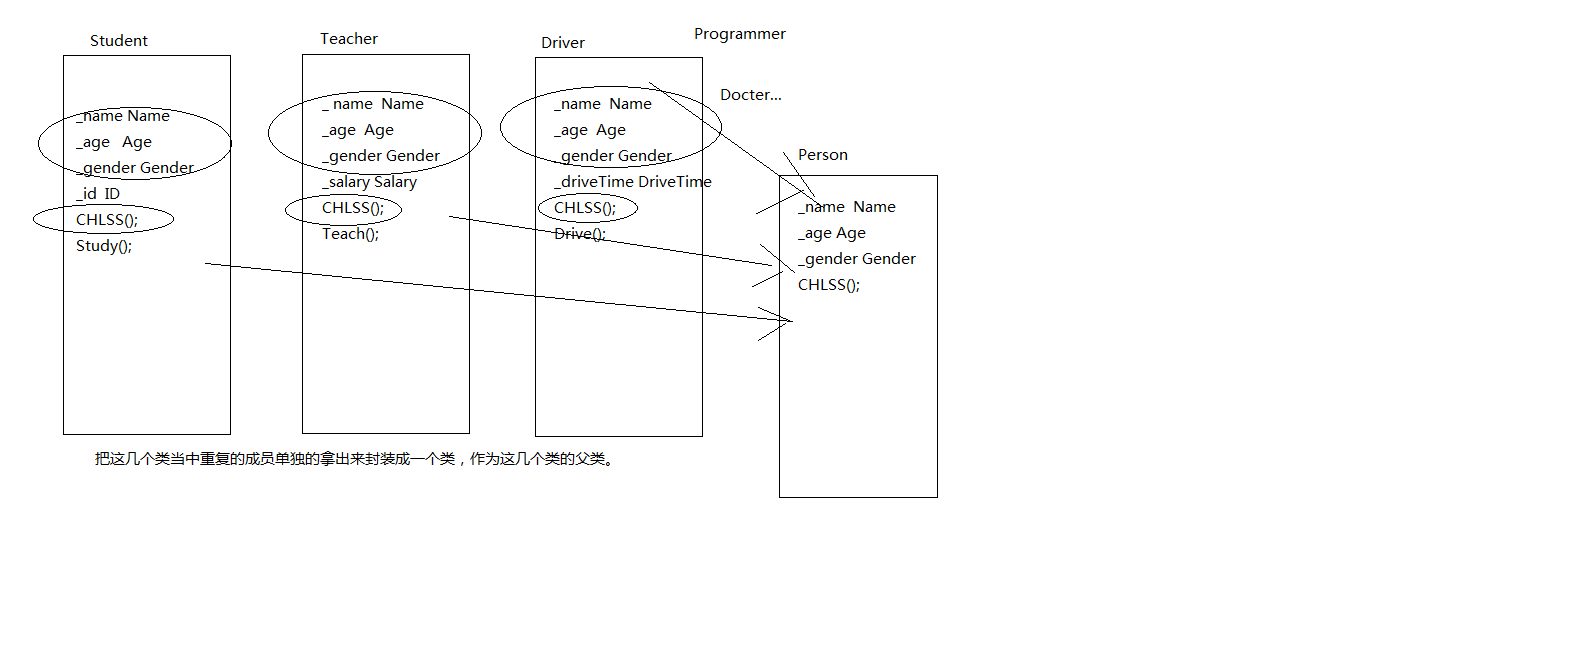 Student
_name Name
_age Age
_gender Gender
_id ID
CHLSS();
Study();
Teacher
_ name Name
_age Age
_gender Gender
_salary Salary
CHLSS();
Teach();
Driver
_name Name
_age Age
_gender Gender
_driveTime DriveTime
CHLSS();
Drive();
Programmer
Docter...
Person
_name Name
_age Age
_gender Gender
CHLSS();
把这几个类当中重复的成员单独的拿出来封装成一个类，作为这几个类的父类。